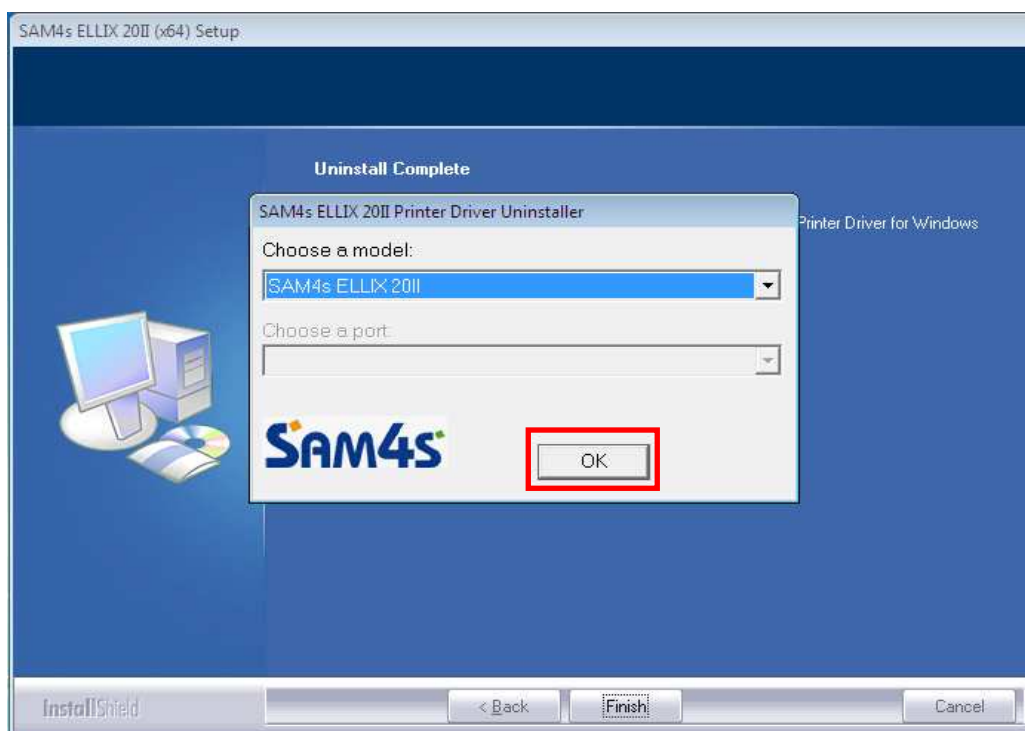 SAM4s ELLIX 20II (x64) Setup
Uninstall Complete
Printer Driver for Windows
SAM4s ELLIX 20II Printer Driver Uninstaller
Choose a model:
SAM4s ELLIX 20II
Choose a port:
SAM4S
OK
InstallShield
< Back
Finish
Cancel